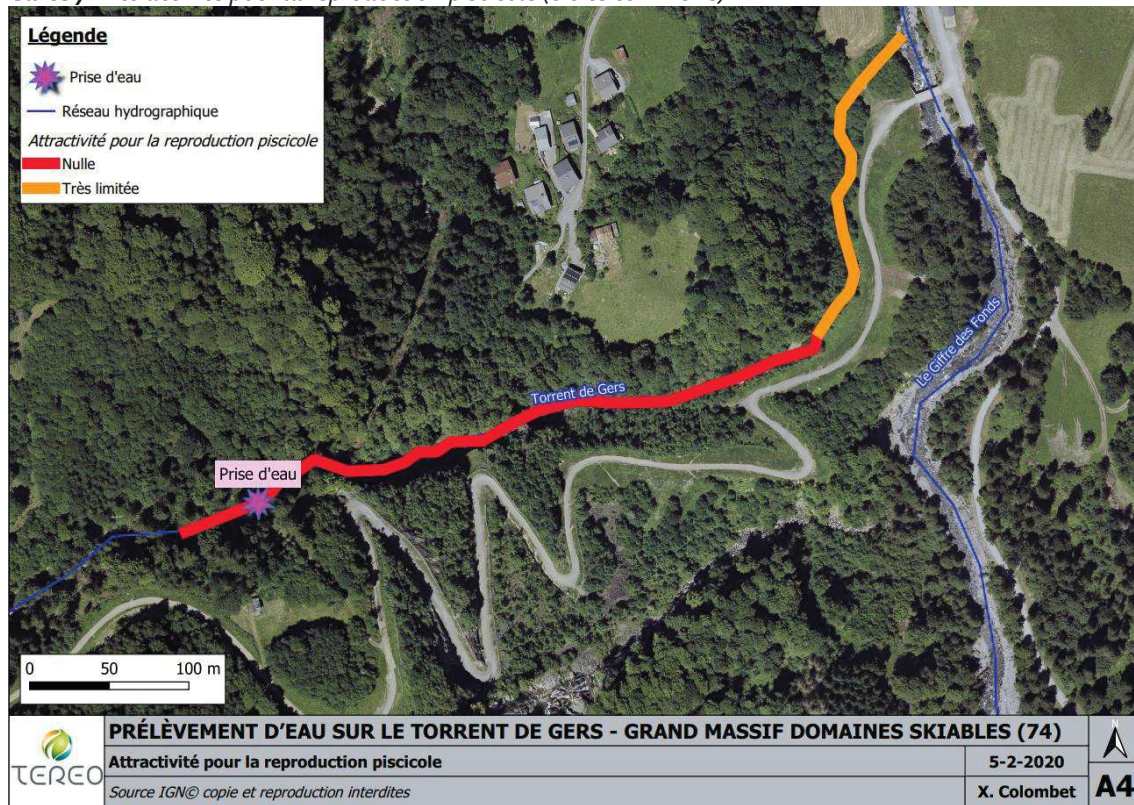 Légende
Prise d'eau
Réseau hydrographique
Attractivité pour la reproduction piscicole
Nulle
Très limitée
Prise d'eau
Torrent de Gers
Le Giffre des Fonds
0 50 100 m
TEREO
PRÉLÈVEMENT D'EAU SUR LE TORRENT DE GERS - GRAND MASSIF DOMAINES SKIABLES (74)
Attractivité pour la reproduction piscicole
5-2-2020
Source IGN© copie et reproduction interdites
X. Colombet
N
A4